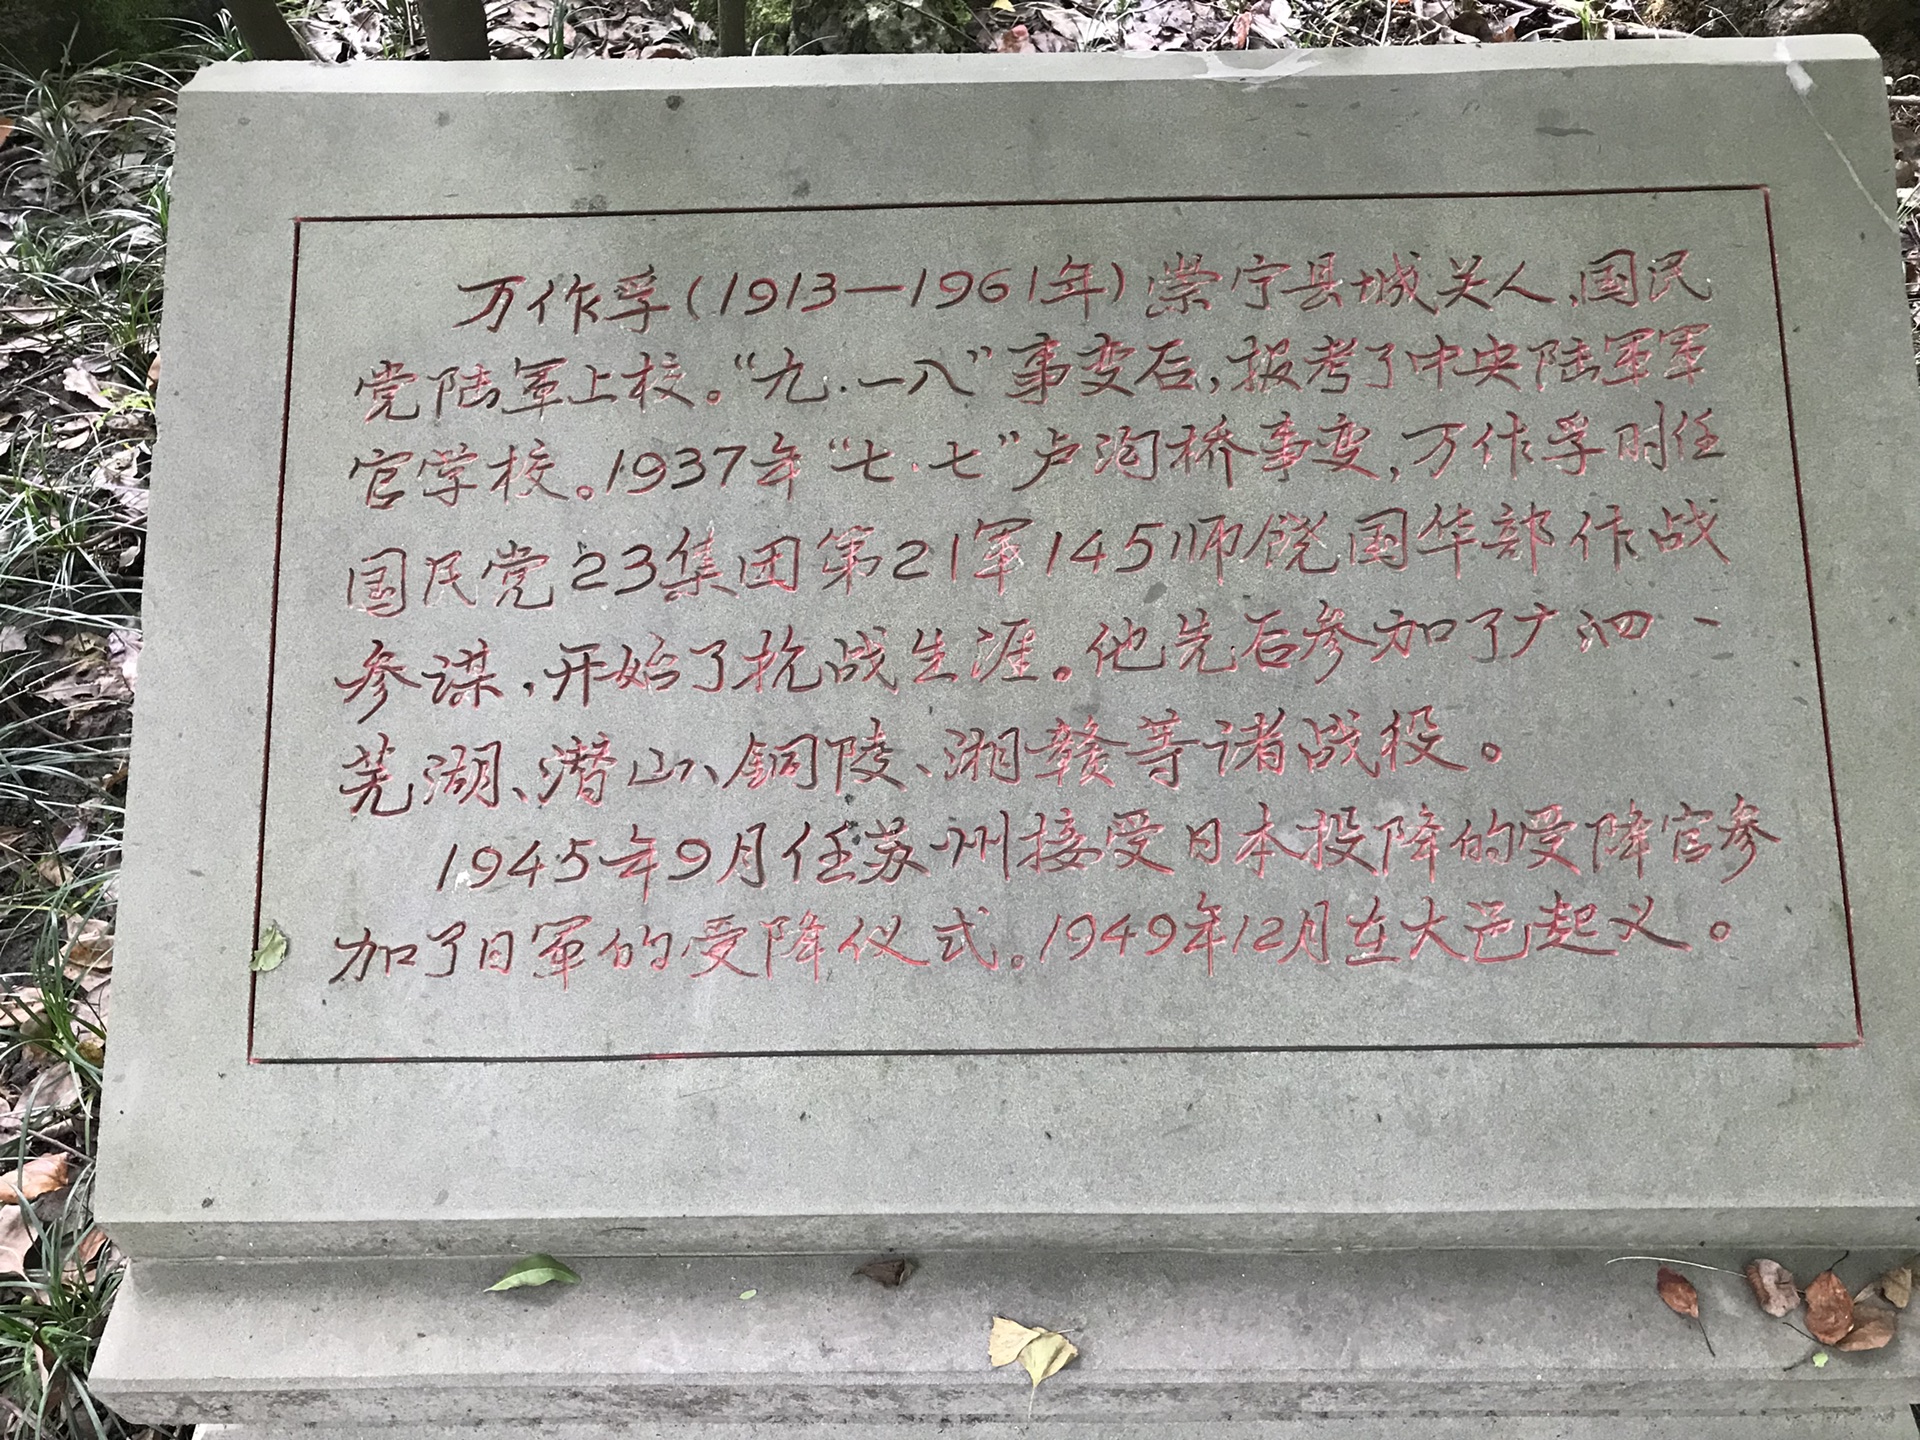 万作孚(1913—1961年)崇宁县城关人、国民
党陆军上校。“九·一八”事变后,报考了中央陆军军
官学校。1937年“七·七”卢沟桥事变,万作孚时任
国民党23集团第21军145师饶国华部作战
参谋,开始了抗战生涯。他先后参加了广泗、
芜湖、潜山、铜陵、湘赣等诸战役。
1945年9月任苏州接受日本投降的受降官参
加了日军的受降仪式。1949年12月在大邑起义。